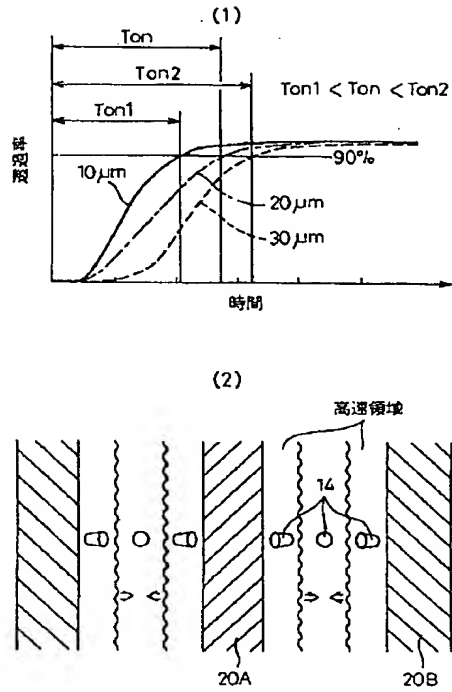 (1)
Ton
Ton2
Ton1
Ton1 < Ton < Ton2
透過率
90%
10μm
20μm
30μm
時間
(2)
高速領域
14
20A
20B